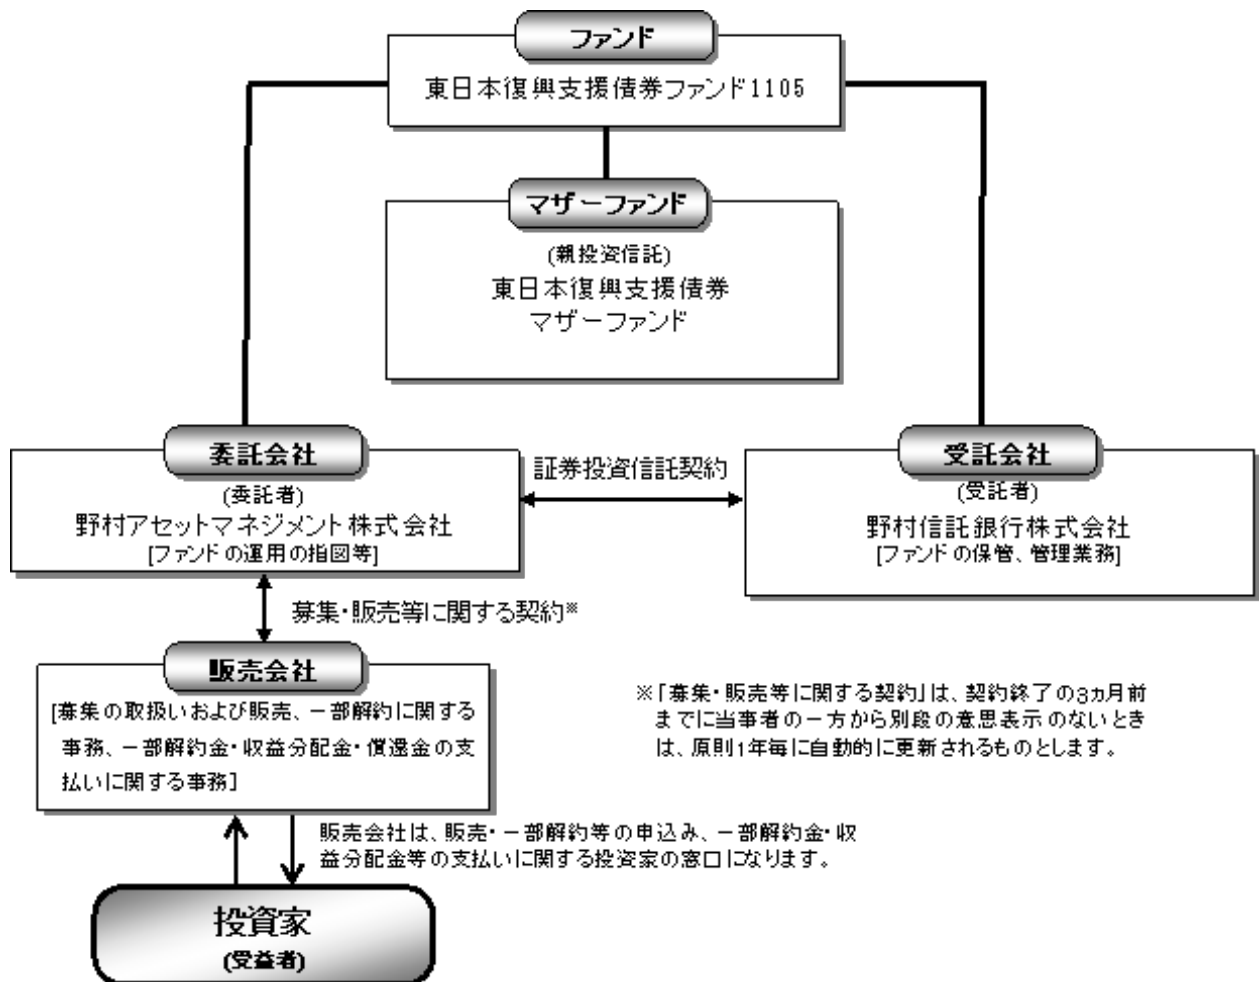 ファンド
東日本復興支援債券ファンド1105
マザーファンド
(親投資信託)
東日本復興支援債券
マザーファンド
委託会社
(委託者)
野村アセットマネジメント株式会社
[ファンドの運用の指図等]
証券投資信託契約
受託会社
(受託者)
野村信託銀行株式会社
[ファンドの保管、管理業務]
募集・販売等に関する契約※
販売会社
[募集の取扱いおよび販売、一部解約に関する
事務、一部解約金・収益分配金・償還金の支
払いに関する事務]
※「募集・販売等に関する契約」は、契約終了の3ヵ月前
までに当事者の一方から別段の意思表示のないとき
は、原則1年毎に自動的に更新されるものとします。
販売会社は、販売・一部解約等の申込み、一部解約金・収
益分配金等の支払いに関する投資家の窓口になります。
投資家
(受益者)